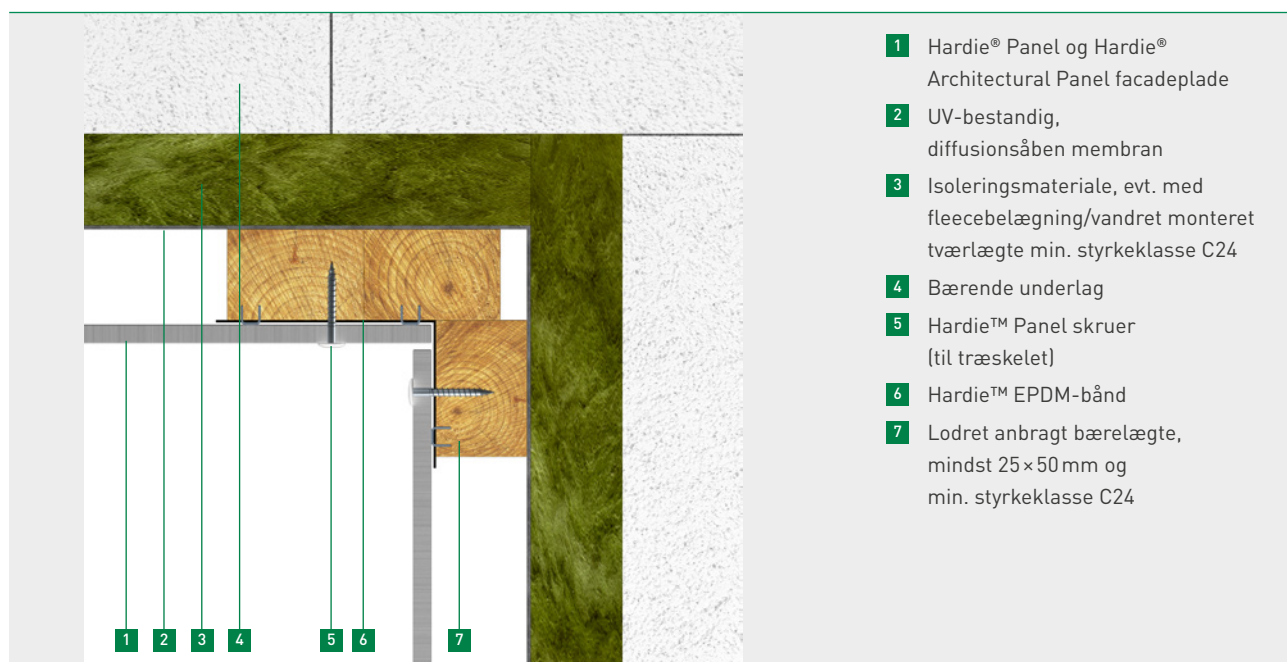 1 Hardie® Panel og Hardie®
Architectural Panel facadeplade
2 UV-bestandig,
diffusionsåben membran
3 Isoleringsmateriale, evt. med
fleecebelægning/vandret monteret
tværlægte min. styrkeklasse C24
4 Bærende underlag
5 Hardie™ Panel skruer
(til træskelet)
6 Hardie™ EPDM-bånd
7 Lodret anbragt bærelægte,
mindst 25 × 50 mm og
min. styrkeklasse C24
1 2 3 4 5 6 7